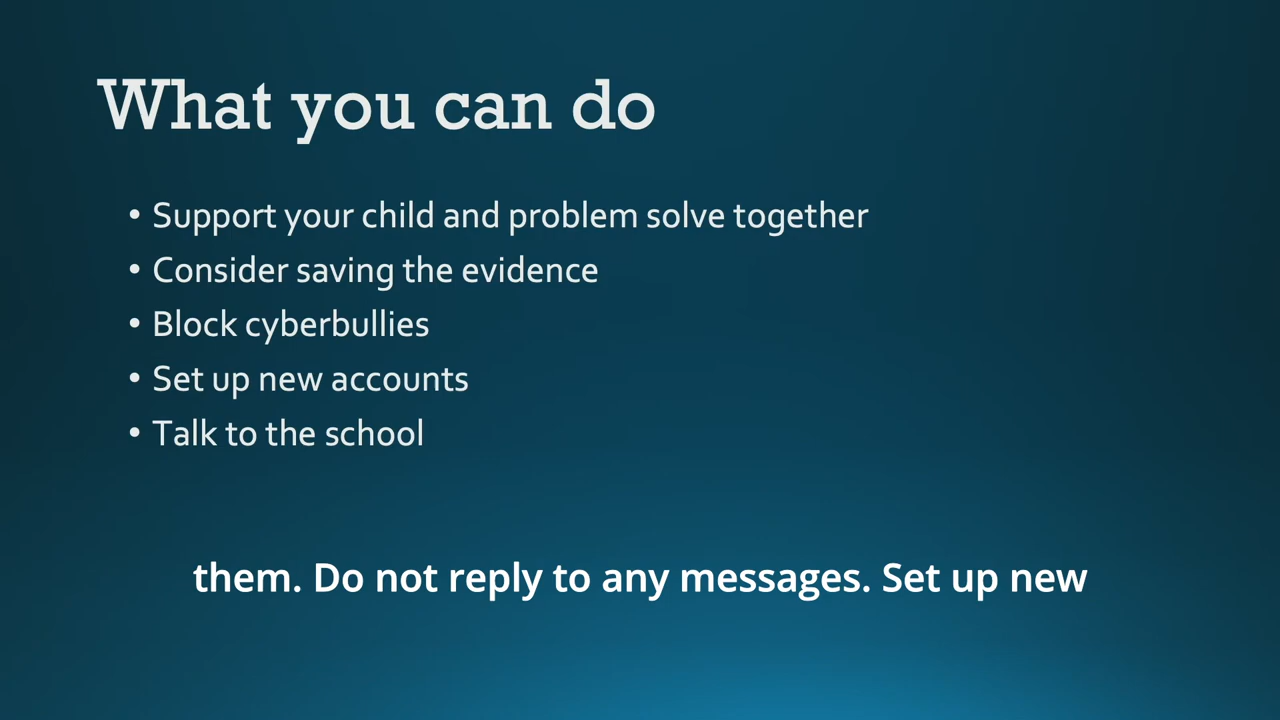 What you can do
• Support your child and problem solve together
• Consider saving the evidence
• Block cyberbullies
• Set up new accounts
• Talk to the school
them. Do not reply to any messages. Set up new